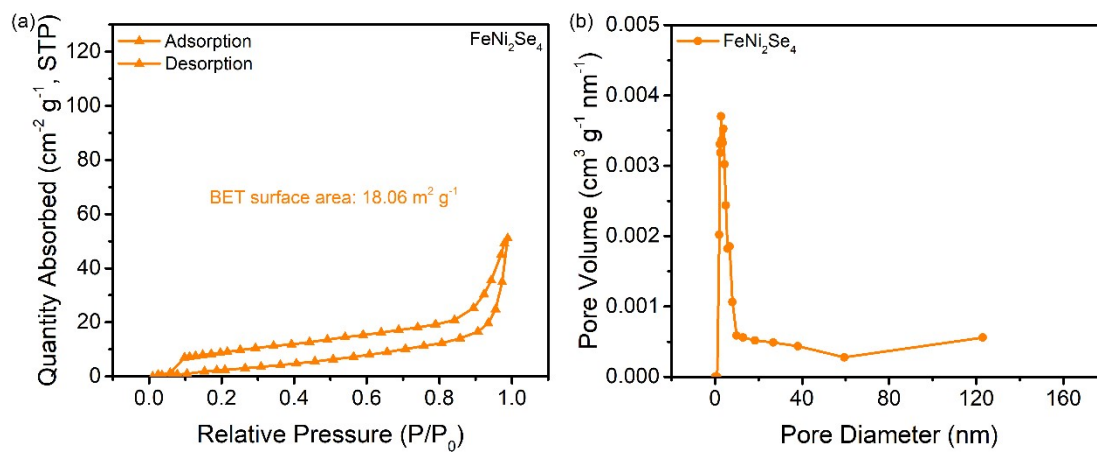 (a)
Adsorption
Desorption
FeNi₂Se₄
BET surface area: 18.06 m² g⁻¹
Quantity Absorbed (cm⁻² g⁻¹, STP)
120
100
80
60
40
20
0
0.0 0.2 0.4 0.6 0.8 1.0
Relative Pressure (P/P₀)
(b)
FeNi₂Se₄
Pore Volume (cm³ g⁻¹ nm⁻¹)
0.005
0.004
0.003
0.002
0.001
0.000
0 40 80 120 160
Pore Diameter (nm)